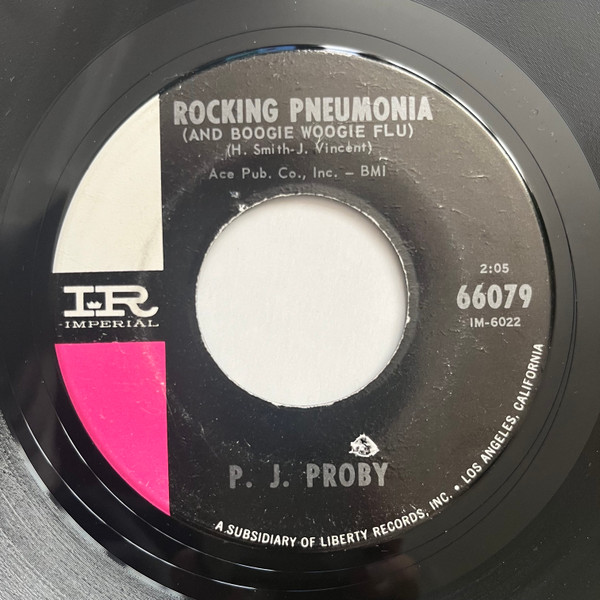 ROCKING PNEUMONIA
(AND BOOGIE WOOGIE FLU)
(H. Smith-J. Vincent)
Ace Pub. Co., Inc. – BMI
2:05
66079
IM-6022
IR
IMPERIAL
P. J. PROBY
A SUBSIDIARY OF LIBERTY RECORDS, INC. • LOS ANGELES, CALIFORNIA